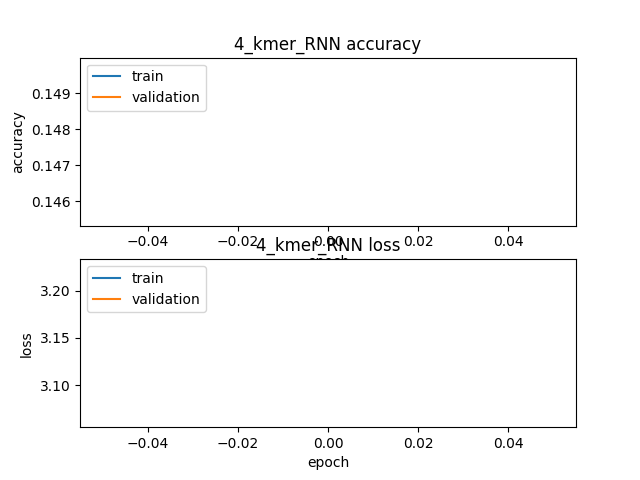 4_kmer_RNN accuracy
train
validation
accuracy
0.149
0.148
0.147
0.146
−0.04 −0.02 0.00 0.02 0.04
epoch
4_kmer_RNN loss
train
validation
loss
3.20
3.15
3.10
−0.04 −0.02 0.00 0.02 0.04
epoch